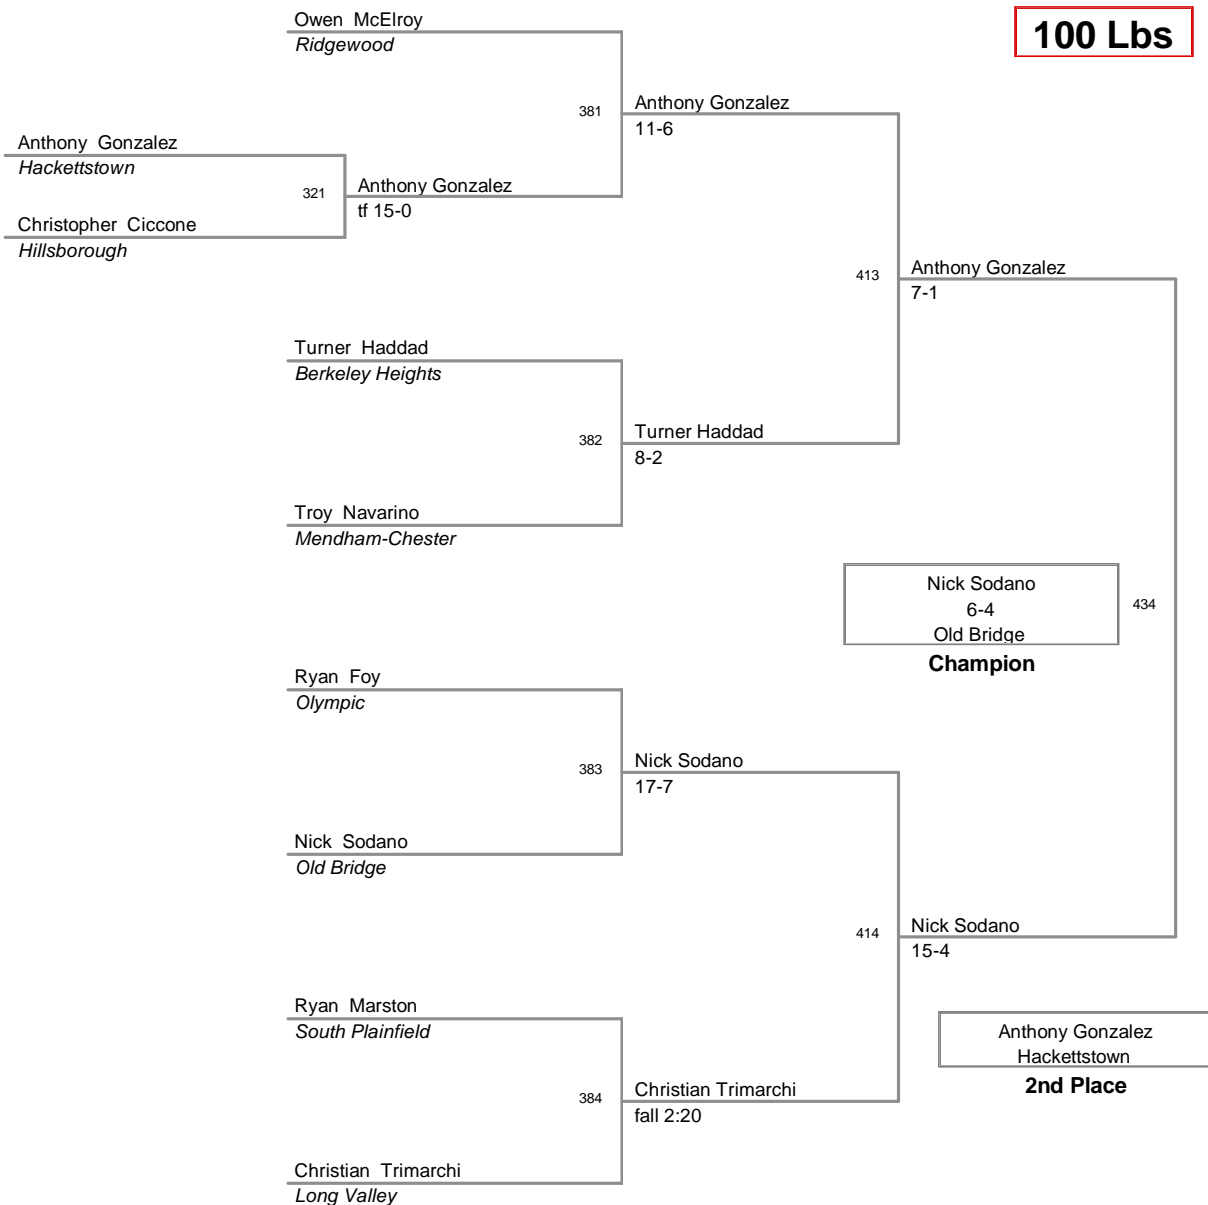 Owen McElroy
Ridgewood
100 Lbs
381
Anthony Gonzalez
11-6
Anthony Gonzalez
Hackettstown
321
Anthony Gonzalez
tf 15-0
Christopher Ciccone
Hillsborough
413
Anthony Gonzalez
7-1
Turner Haddad
Berkeley Heights
382
Turner Haddad
8-2
Troy Navarino
Mendham-Chester
Nick Sodano
6-4
Old Bridge
434
Champion
Ryan Foy
Olympic
383
Nick Sodano
17-7
Nick Sodano
Old Bridge
414
Nick Sodano
15-4
Ryan Marston
South Plainfield
Anthony Gonzalez
Hackettstown
2nd Place
384
Christian Trimarchi
fall 2:20
Christian Trimarchi
Long Valley